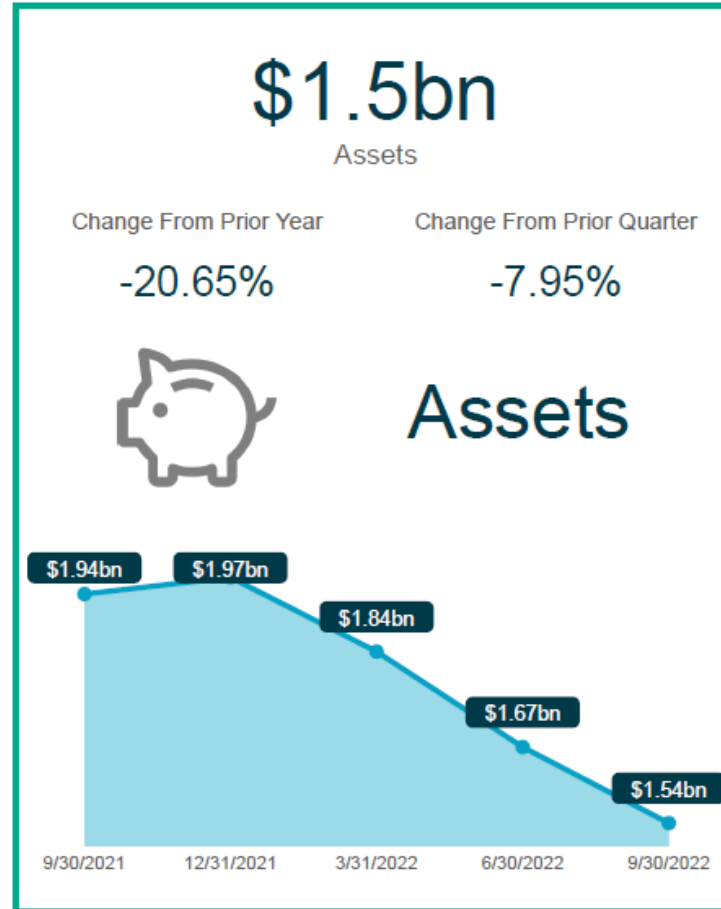 $1.5bn
Assets
Change From Prior Year Change From Prior Quarter
-20.65% -7.95%
Assets
$1.94bn $1.97bn
$1.84bn
$1.67bn
$1.54bn
9/30/2021 12/31/2021 3/31/2022 6/30/2022 9/30/2022